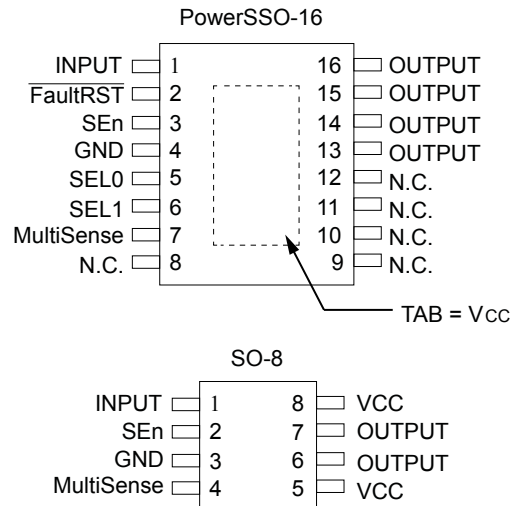 PowerSSO-16
INPUT 1 16 OUTPUT
FaultRST 2 15 OUTPUT
SEn 3 14 OUTPUT
GND 4 13 OUTPUT
SEL0 5 12 N.C.
SEL1 6 11 N.C.
MultiSense 7 10 N.C.
N.C. 8 9 N.C.
TAB = VCC
SO-8
INPUT 1 8 VCC
SEn 2 7 OUTPUT
GND 3 6 OUTPUT
MultiSense 4 5 VCC